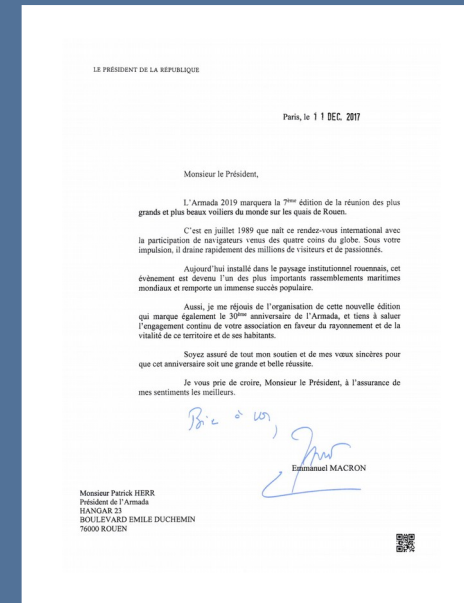 LE PRÉSIDENT DE LA RÉPUBLIQUE
Paris, le 1 1 DEC. 2017
Monsieur le Président,
L'Armada 2019 marquera la 7ème édition de la réunion des plus
grands et plus beaux voiliers du monde sur les quais de Rouen.
C'est en juillet 1989 que naît ce rendez-vous international avec
la participation de navigateurs venus des quatre coins du globe. Sous votre
impulsion, il draine rapidement des millions de visiteurs et de passionnés.
Aujourd'hui installé dans le paysage institutionnel rouennais, cet
évènement est devenu l'un des plus importants rassemblements maritimes
mondiaux et remporte un immense succès populaire.
Aussi, je me réjouis de l'organisation de cette nouvelle édition
qui marque également le 30ème anniversaire de l'Armada, et tiens à saluer
l'engagement continu de votre association en faveur du rayonnement et de la
vitalité de ce territoire et de ses habitants.
Soyez assuré de tout mon soutien et de mes vœux sincères pour
que cet anniversaire soit une grande et belle réussite.
Je vous prie de croire, Monsieur le Président, à l'assurance de
mes sentiments les meilleurs.
Bien à vous,
Emmanuel MACRON
Monsieur Patrick HERR
Président de l'Armada
HANGAR 23
BOULEVARD EMILE DUCHEMIN
76000 ROUEN